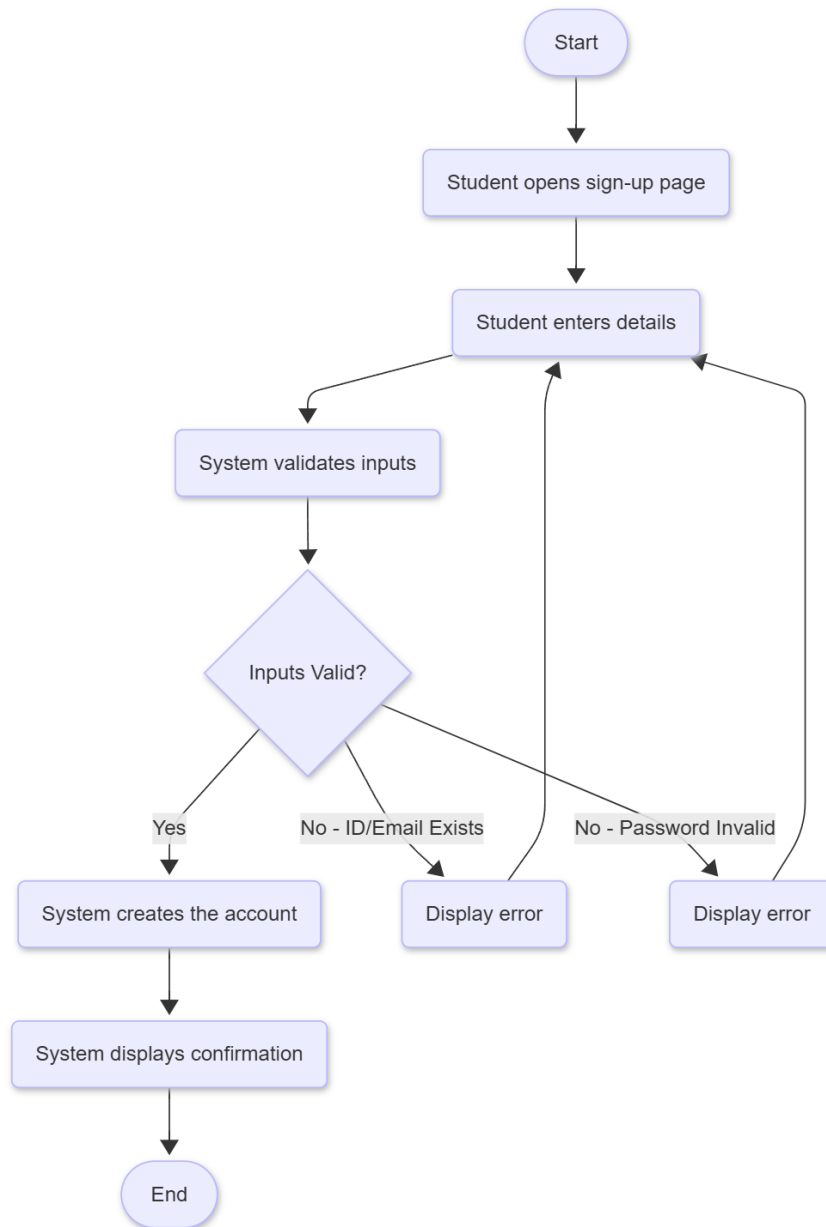 Start
Student opens sign-up page
Student enters details
System validates inputs
Inputs Valid?
Yes
No - ID/Email Exists
No - Password Invalid
System creates the account
Display error
Display error
System displays confirmation
End